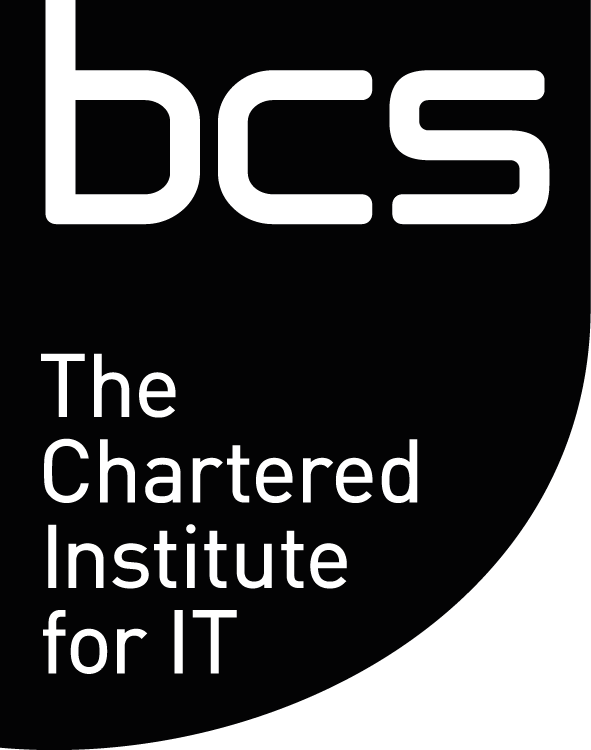 bcs
The
Chartered
Institute
for IT